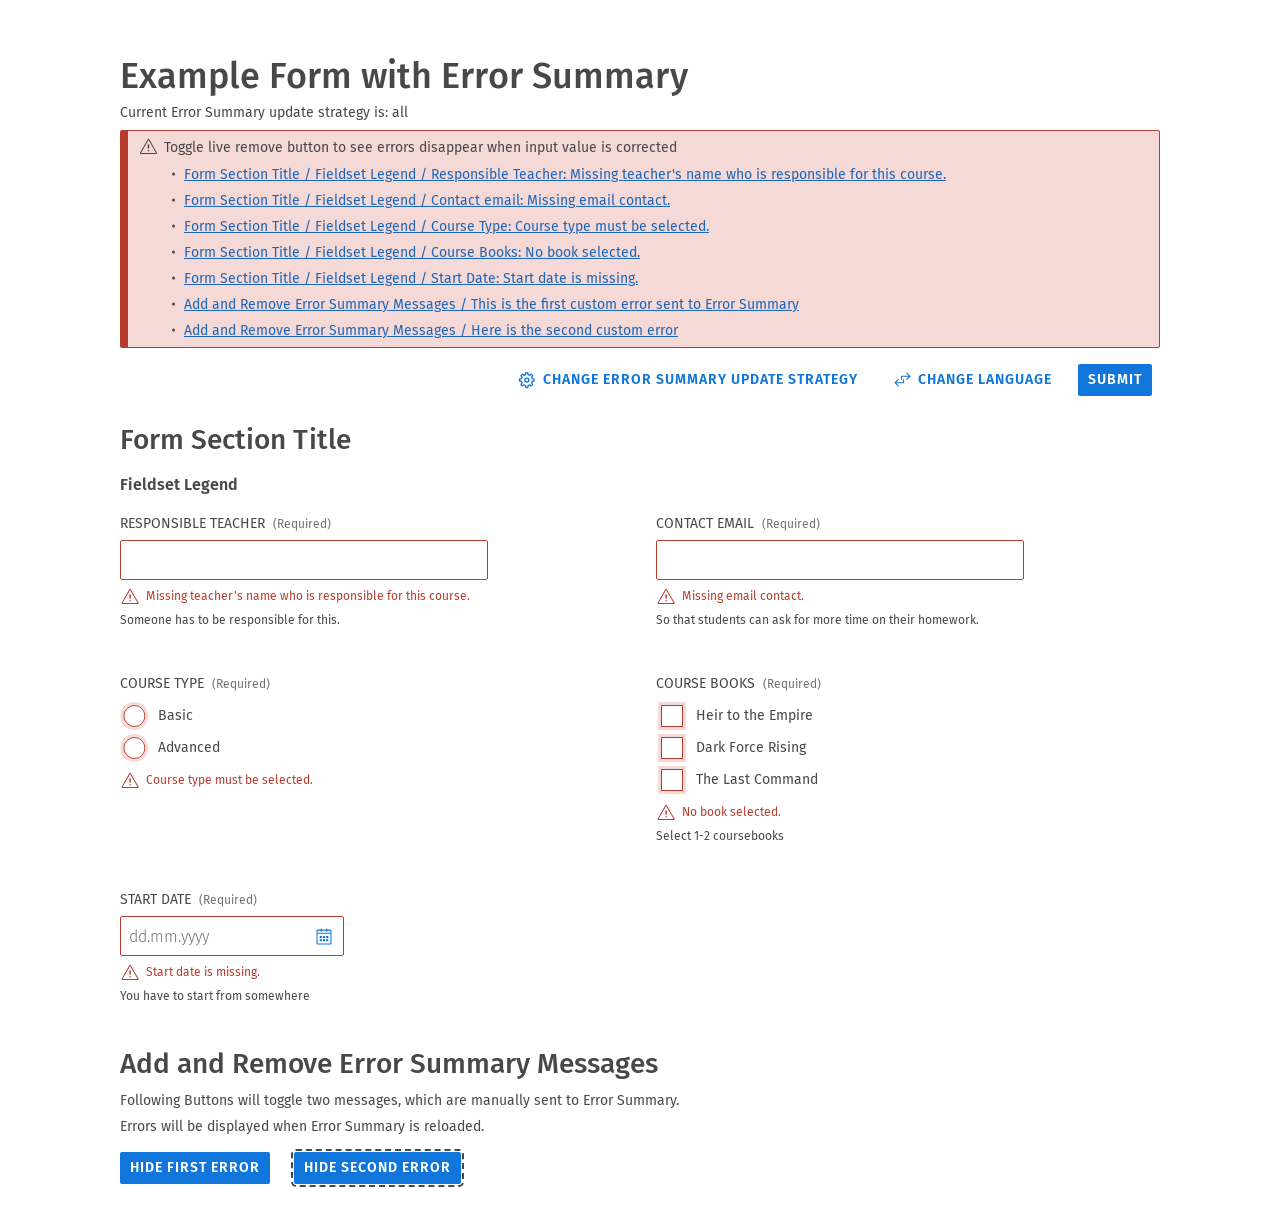 Example Form with Error Summary
Current Error Summary update strategy is: all
Toggle live remove button to see errors disappear when input value is corrected
• Form Section Title / Fieldset Legend / Responsible Teacher: Missing teacher's name who is responsible for this course.
• Form Section Title / Fieldset Legend / Contact email: Missing email contact.
• Form Section Title / Fieldset Legend / Course Type: Course type must be selected.
• Form Section Title / Fieldset Legend / Course Books: No book selected.
• Form Section Title / Fieldset Legend / Start Date: Start date is missing.
• Add and Remove Error Summary Messages / This is the first custom error sent to Error Summary
• Add and Remove Error Summary Messages / Here is the second custom error
CHANGE ERROR SUMMARY UPDATE STRATEGY CHANGE LANGUAGE SUBMIT
Form Section Title
Fieldset Legend
RESPONSIBLE TEACHER (Required)
Missing teacher's name who is responsible for this course.
Someone has to be responsible for this.
CONTACT EMAIL (Required)
Missing email contact.
So that students can ask for more time on their homework.
COURSE TYPE (Required)
Basic
Advanced
Course type must be selected.
COURSE BOOKS (Required)
Heir to the Empire
Dark Force Rising
The Last Command
No book selected.
Select 1-2 coursebooks
START DATE (Required)
dd.mm.yyyy
Start date is missing.
You have to start from somewhere
Add and Remove Error Summary Messages
Following Buttons will toggle two messages, which are manually sent to Error Summary.
Errors will be displayed when Error Summary is reloaded.
HIDE FIRST ERROR HIDE SECOND ERROR